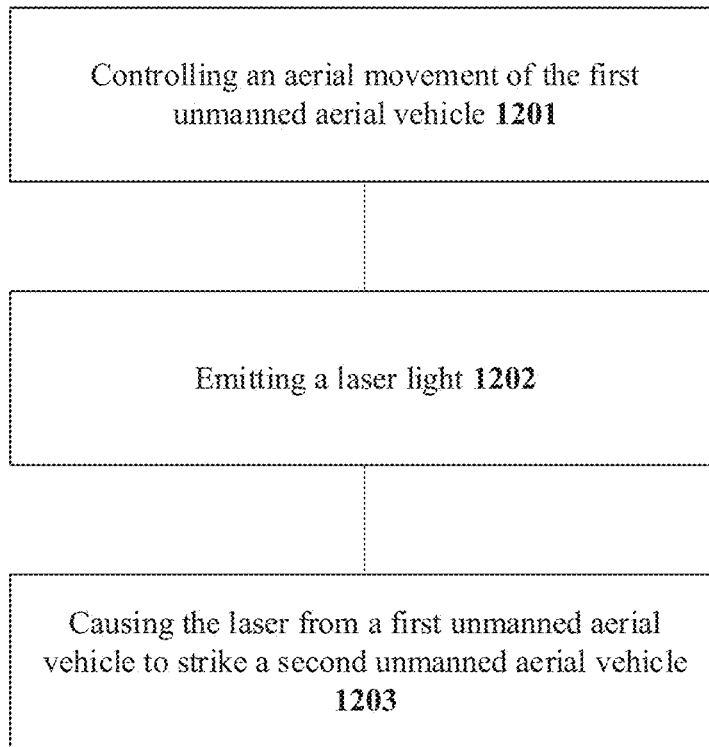 Controlling an aerial movement of the first
unmanned aerial vehicle 1201
Emitting a laser light 1202
Causing the laser from a first unmanned aerial
vehicle to strike a second unmanned aerial vehicle
1203